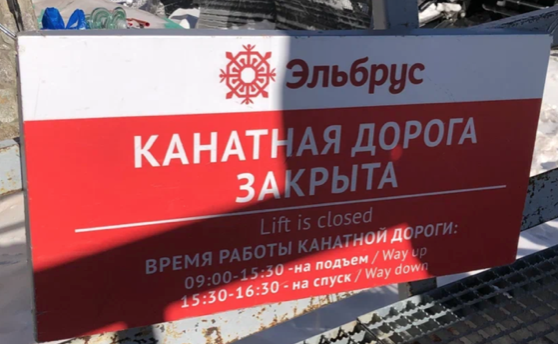 Эльбрус
КАНАТНАЯ ДОРОГА
ЗАКРЫТА
Lift is closed
ВРЕМЯ РАБОТЫ КАНАТНОЙ ДОРОГИ:
09:00-15:30 -на подъем / Way up
15:30-16:30 - на спуск / Way down